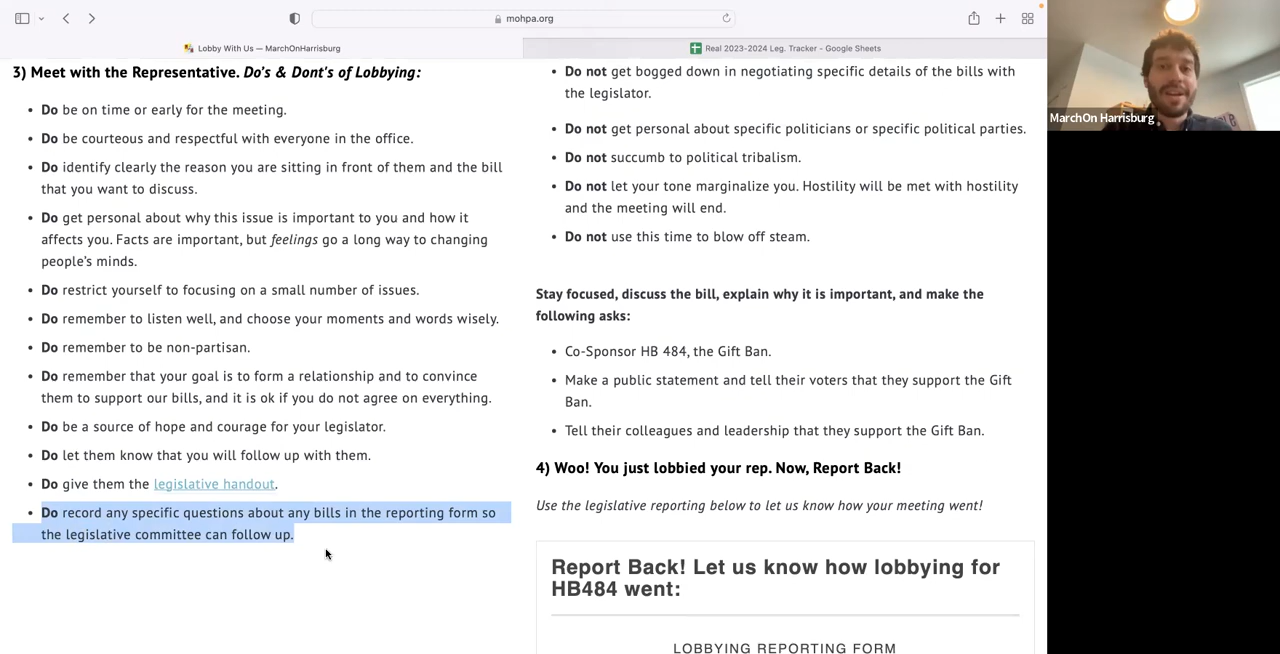 mohpa.org
Lobby With Us — MarchOnHarrisburg
Real 2023-2024 Leg. Tracker - Google Sheets
3) Meet with the Representative. Do's & Dont's of Lobbying:
• Do be on time or early for the meeting.
• Do be courteous and respectful with everyone in the office.
• Do identify clearly the reason you are sitting in front of them and the bill
that you want to discuss.
• Do get personal about why this issue is important to you and how it
affects you. Facts are important, but feelings go a long way to changing
people's minds.
• Do restrict yourself to focusing on a small number of issues.
• Do remember to listen well, and choose your moments and words wisely.
• Do remember to be non-partisan.
• Do remember that your goal is to form a relationship and to convince
them to support our bills, and it is ok if you do not agree on everything.
• Do be a source of hope and courage for your legislator.
• Do let them know that you will follow up with them.
• Do give them the legislative handout.
• Do record any specific questions about any bills in the reporting form so
the legislative committee can follow up.
• Do not get bogged down in negotiating specific details of the bills with
the legislator.
• Do not get personal about specific politicians or specific political parties.
• Do not succumb to political tribalism.
• Do not let your tone marginalize you. Hostility will be met with hostility
and the meeting will end.
• Do not use this time to blow off steam.
Stay focused, discuss the bill, explain why it is important, and make the
following asks:
• Co-Sponsor HB 484, the Gift Ban.
• Make a public statement and tell their voters that they support the Gift
Ban.
• Tell their colleagues and leadership that they support the Gift Ban.
4) Woo! You just lobbied your rep. Now, Report Back!
Use the legislative reporting below to let us know how your meeting went!
Report Back! Let us know how lobbying for
HB484 went:
LOBBYING REPORTING FORM
MarchOn Harrisburg